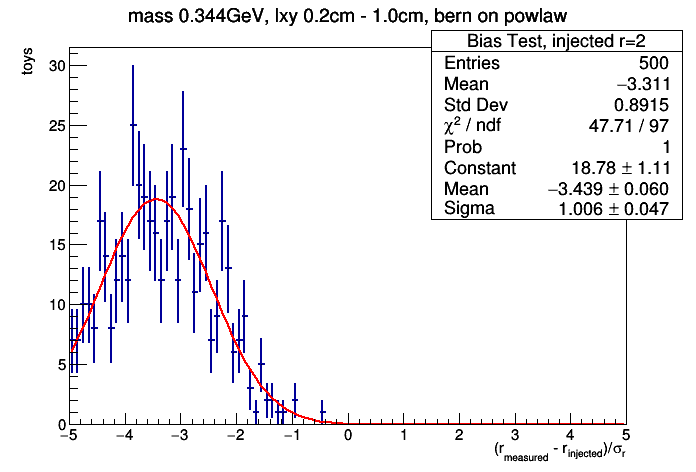 mass 0.344GeV, lxy 0.2cm - 1.0cm, bern on powlaw
Bias Test, injected r=2
Entries 500
Mean −3.311
Std Dev 0.8915
χ² / ndf 47.71 / 97
Prob 1
Constant 18.78 ± 1.11
Mean −3.439 ± 0.060
Sigma 1.006 ± 0.047
toys
30
25
20
15
10
5
0
−5 −4 −3 −2 −1 0 1 2 3 4 5
(r_measured - r_injected)/σ_r